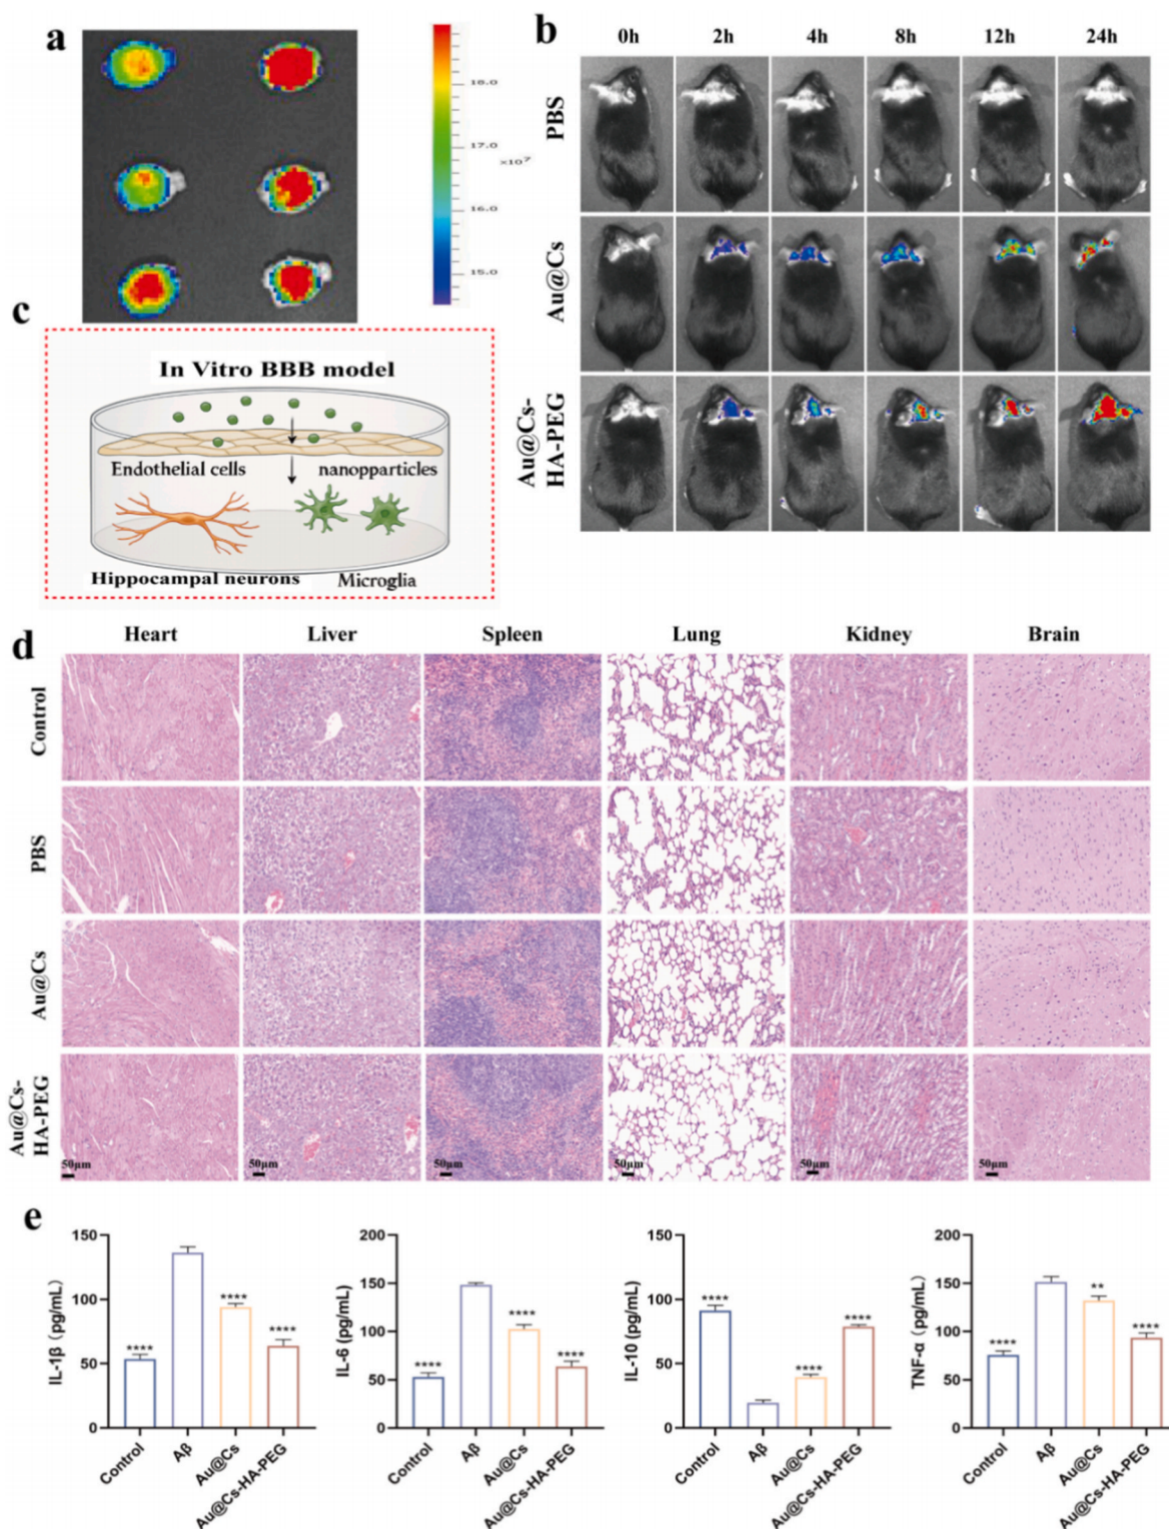 a
18.0
17.0
×10⁷
16.0
15.0
b
0h 2h 4h 8h 12h 24h
PBS
Au@Cs
Au@Cs-
HA-PEG
c
In Vitro BBB model
Endothelial cells nanopparticles
Hippocampal neurons Microglia
d
Heart Liver Spleen Lung Kidney Brain
Control
PBS
Au@Cs
Au@Cs-
HA-PEG
50μm 50μm 50μm 50μm 50μm 50μm
e
IL-1β (pg/mL)
150
100
50
0
**** **** ****
Control Aβ Au@Cs Au@Cs-HA-PEG
IL-6 (pg/mL)
200
150
100
50
0
**** **** ****
Control Aβ Au@Cs Au@Cs-HA-PEG
IL-10 (pg/mL)
150
100
50
0
**** **** ****
Control Aβ Au@Cs Au@Cs-HA-PEG
TNF-α (pg/mL)
200
150
100
50
0
**** ** ****
Control Aβ Au@Cs Au@Cs-HA-PEG